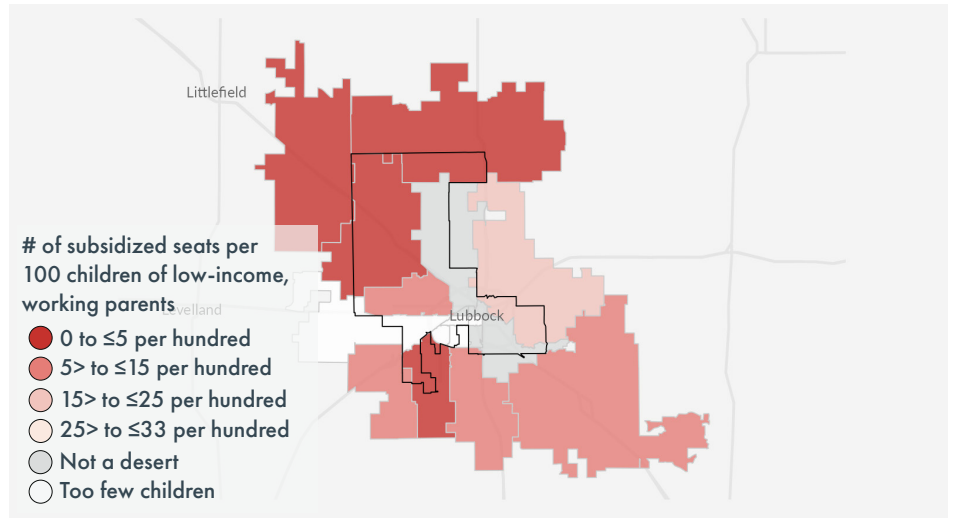 Littlefield
# of subsidized seats per
100 children of low-income,
working parents
Levelland
Lubbock
0 to ≤5 per hundred
5> to ≤15 per hundred
15> to ≤25 per hundred
25> to ≤33 per hundred
Not a desert
Too few children